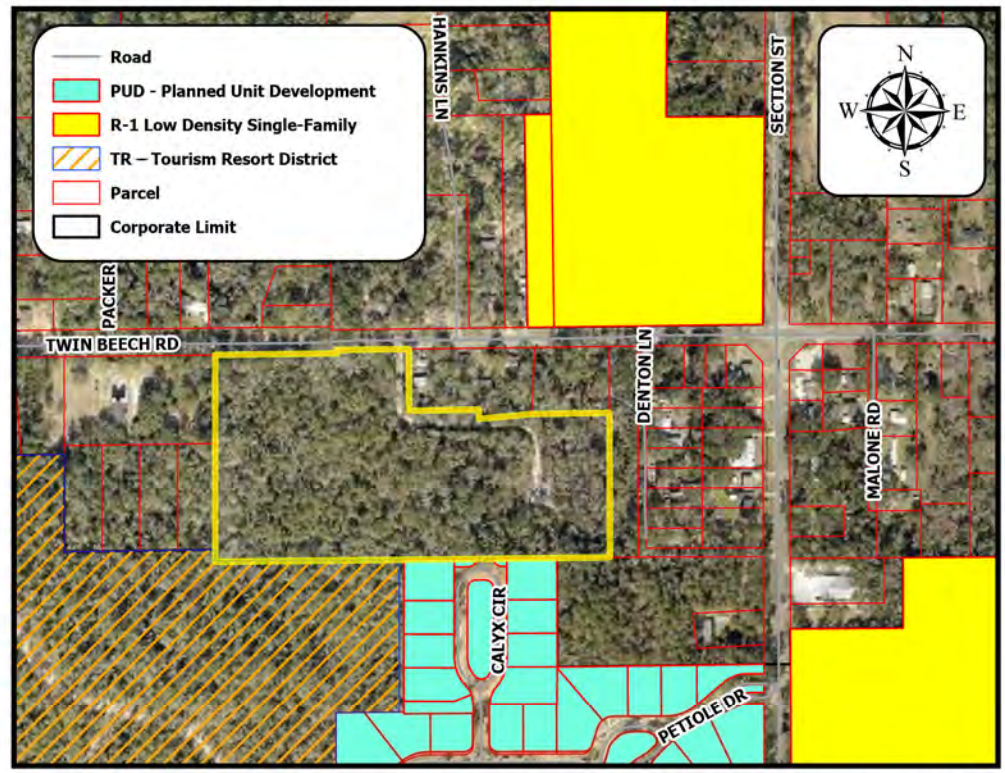 Road
PUD - Planned Unit Development
R-1 Low Density Single-Family
TR – Tourism Resort District
Parcel
Corporate Limit
HANKINS LN
SECTION ST
N
W
E
S
PACKER
TWIN BEECH RD
DENTON LN
MALONE RD
CALYX CIR
PETIOLE DR